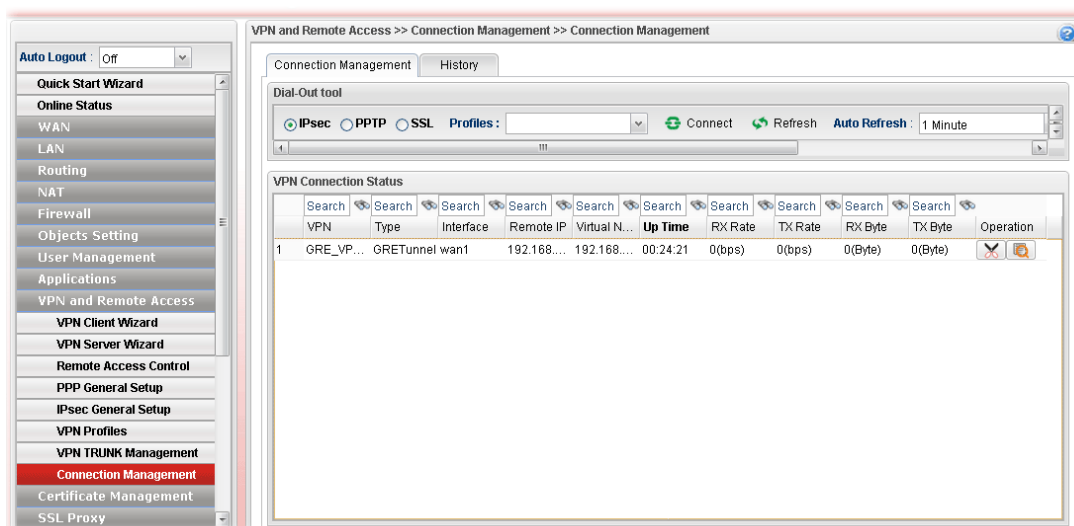 VPN and Remote Access >> Connection Management >> Connection Management
Auto Logout : Off
Quick Start Wizard
Online Status
WAN
LAN
Routing
NAT
Firewall
Objects Setting
User Management
Applications
VPN and Remote Access
VPN Client Wizard
VPN Server Wizard
Remote Access Control
PPP General Setup
IPsec General Setup
VPN Profiles
VPN TRUNK Management
Connection Management
Certificate Management
SSL Proxy
Connection Management History
Dial-Out tool
IPsec PPTP SSL Profiles : Connect Refresh Auto Refresh : 1 Minute
VPN Connection Status
Search Search Search Search Search Search Search Search Search Search
VPN Type Interface Remote IP Virtual N... Up Time RX Rate TX Rate RX Byte TX Byte Operation
1 GRE_VP... GRETunnel wan1 192.168.... 192.168.... 00:24:21 0(bps) 0(bps) 0(Byte) 0(Byte)